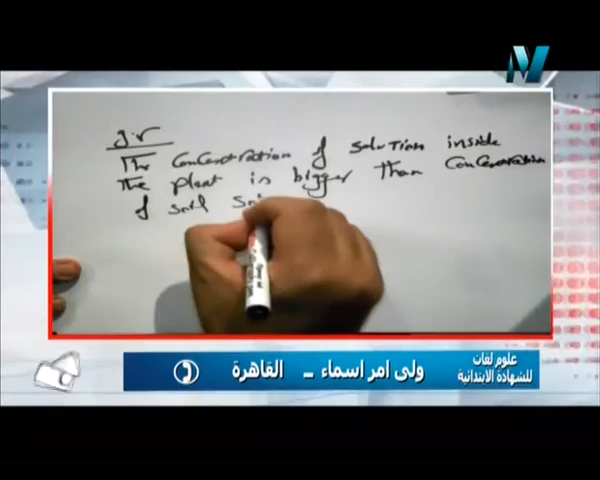 g.r
The Concentration of solution inside
the plant is bigger than Concentration
of soil
علوم لغات
للشهادة الابتدائية
ولى امر اسماء ـ القاهرة